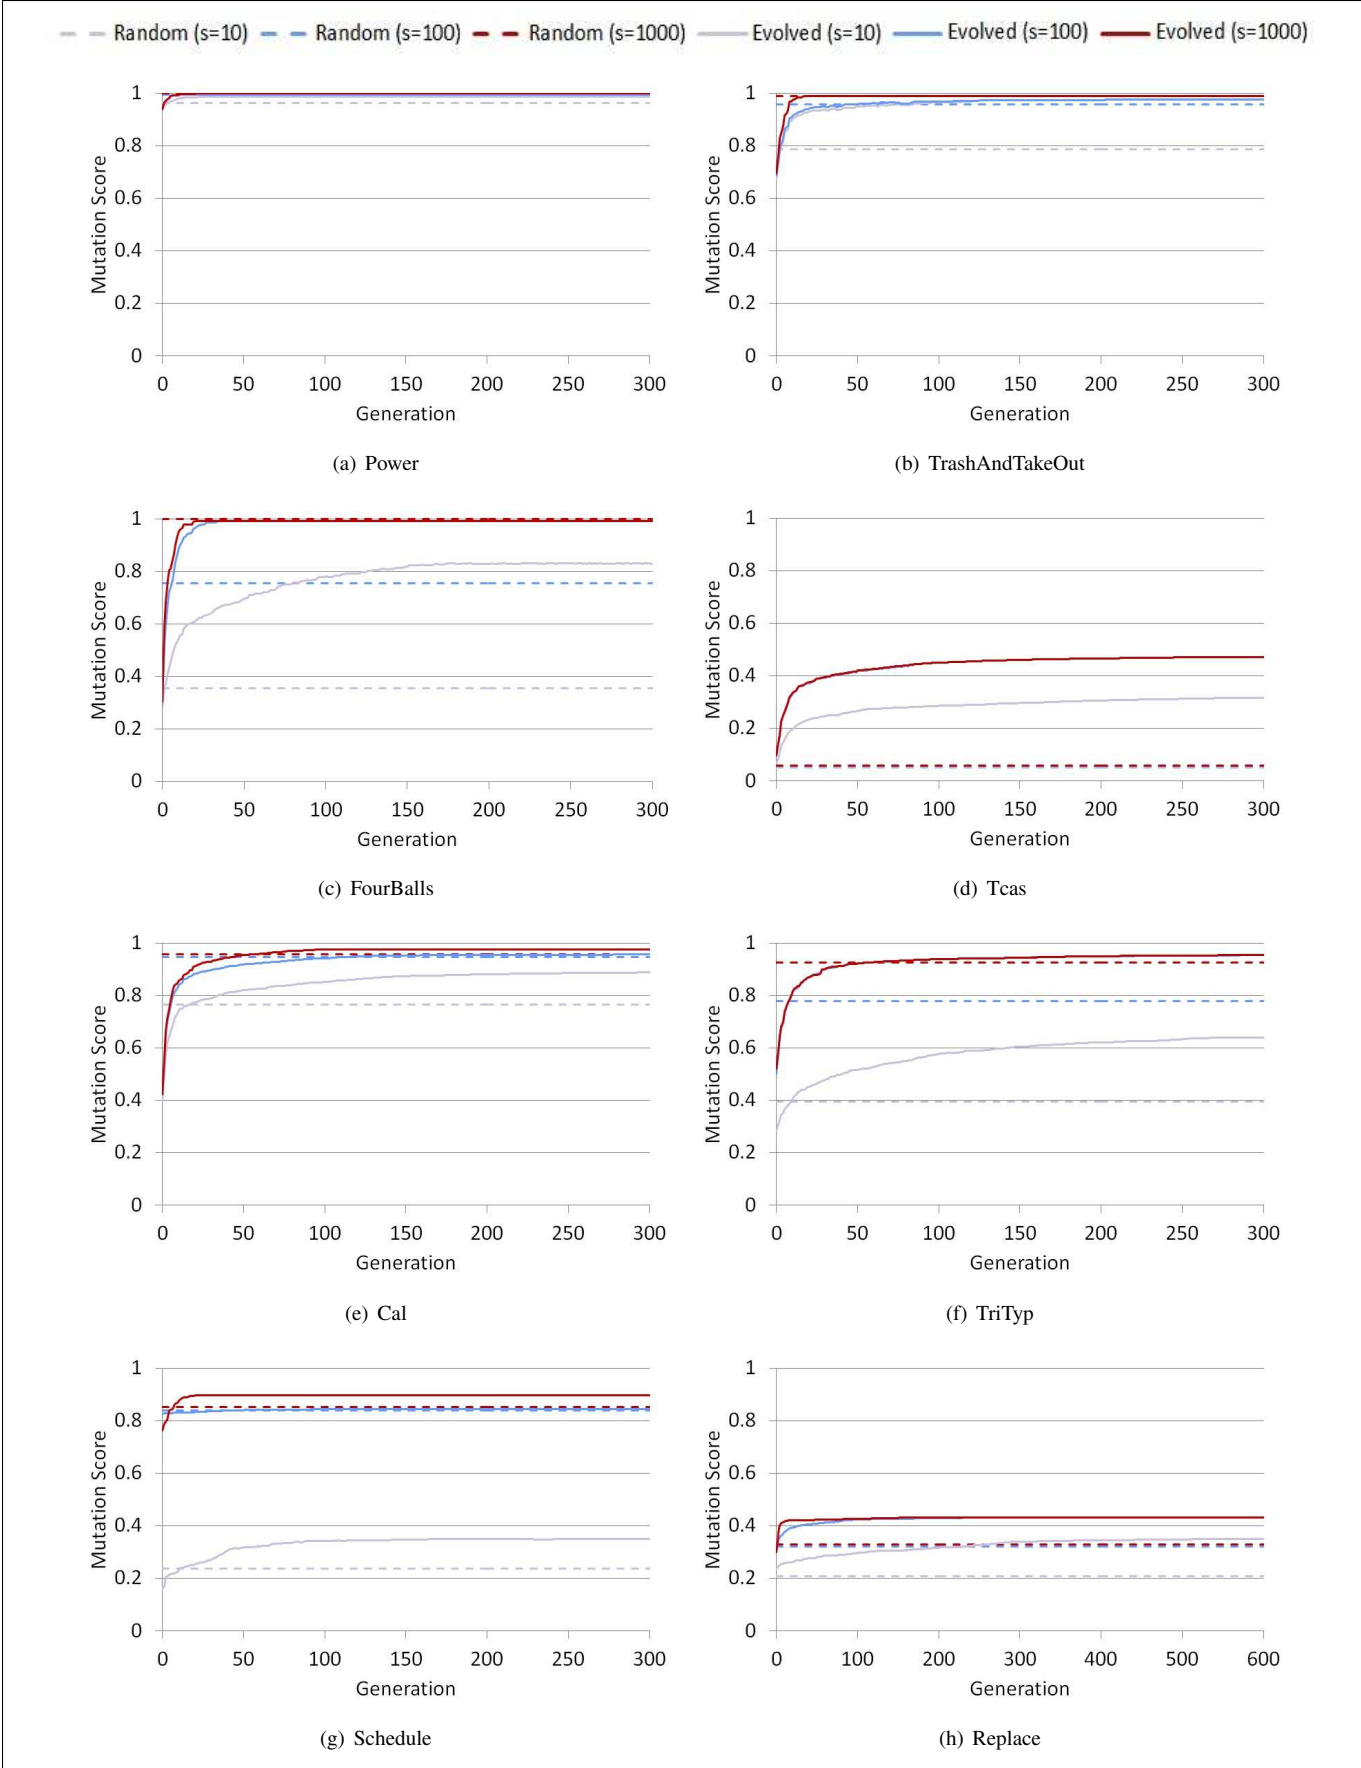 Random (s=10) Random (s=100) Random (s=1000) Evolved (s=10) Evolved (s=100) Evolved (s=1000)
Mutation Score
1
0.8
0.6
0.4
0.2
0
0 50 100 150 200 250 300
Generation
(a) Power
Mutation Score
1
0.8
0.6
0.4
0.2
0
0 50 100 150 200 250 300
Generation
(b) TrashAndTakeOut
Mutation Score
1
0.8
0.6
0.4
0.2
0
0 50 100 150 200 250 300
Generation
(c) FourBalls
Mutation Score
1
0.8
0.6
0.4
0.2
0
0 50 100 150 200 250 300
Generation
(d) Tcas
Mutation Score
1
0.8
0.6
0.4
0.2
0
0 50 100 150 200 250 300
Generation
(e) Cal
Mutation Score
1
0.8
0.6
0.4
0.2
0
0 50 100 150 200 250 300
Generation
(f) TriTyp
Mutation Score
1
0.8
0.6
0.4
0.2
0
0 50 100 150 200 250 300
Generation
(g) Schedule
Mutation Score
1
0.8
0.6
0.4
0.2
0
0 100 200 300 400 500 600
Generation
(h) Replace